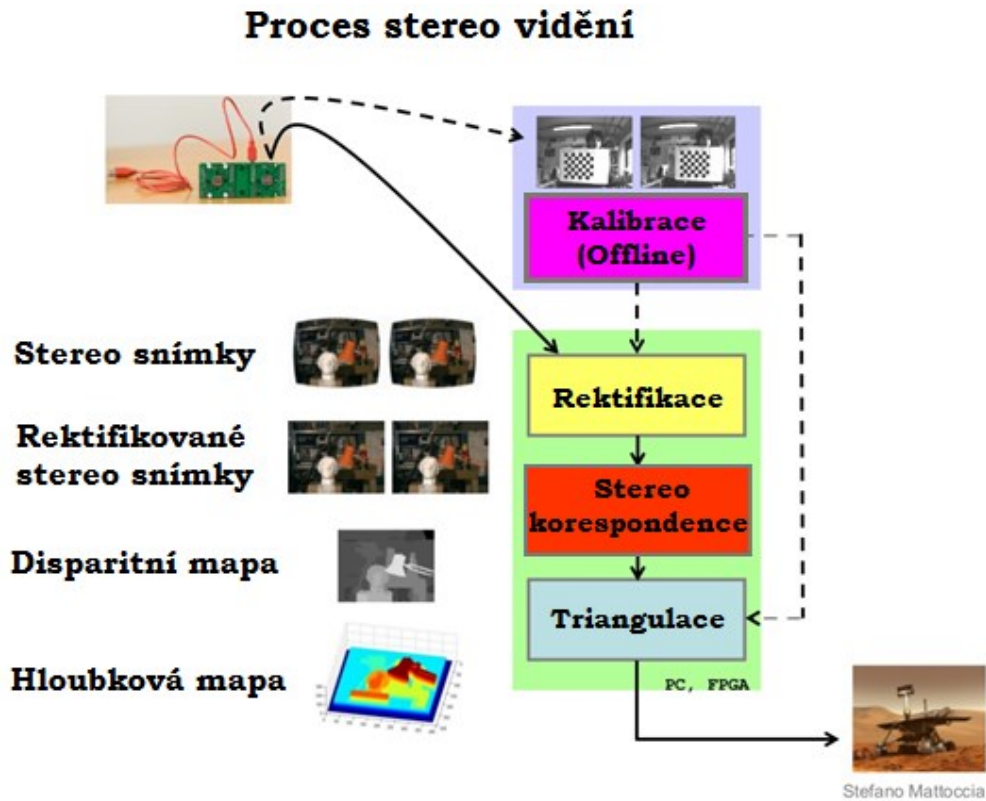 Proces stereo vidění
Kalibrace
(Offline)
Stereo snímky
Rektifikace
Rektifikované
stereo snímky
Stereo
korespondence
Disparitní mapa
Triangulace
Hloubková mapa
PC, FPGA
Stefano Mattoccia